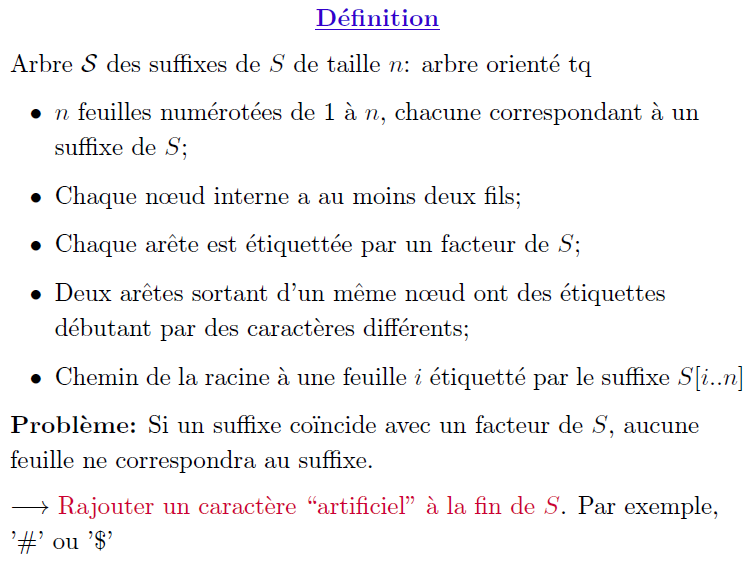 Définition
Arbre 𝒮 des suffixes de S de taille n: arbre orienté tq
• n feuilles numérotées de 1 à n, chacune correspondant à un
suffixe de S;
• Chaque nœud interne a au moins deux fils;
• Chaque arête est étiquettée par un facteur de S;
• Deux arêtes sortant d'un même nœud ont des étiquettes
débutant par des caractères différents;
• Chemin de la racine à une feuille i étiquetté par le suffixe S[i..n]
Problème: Si un suffixe coïncide avec un facteur de S, aucune
feuille ne correspondra au suffixe.
⟶ Rajouter un caractère “artificiel” à la fin de S. Par exemple,
'#' ou '$'